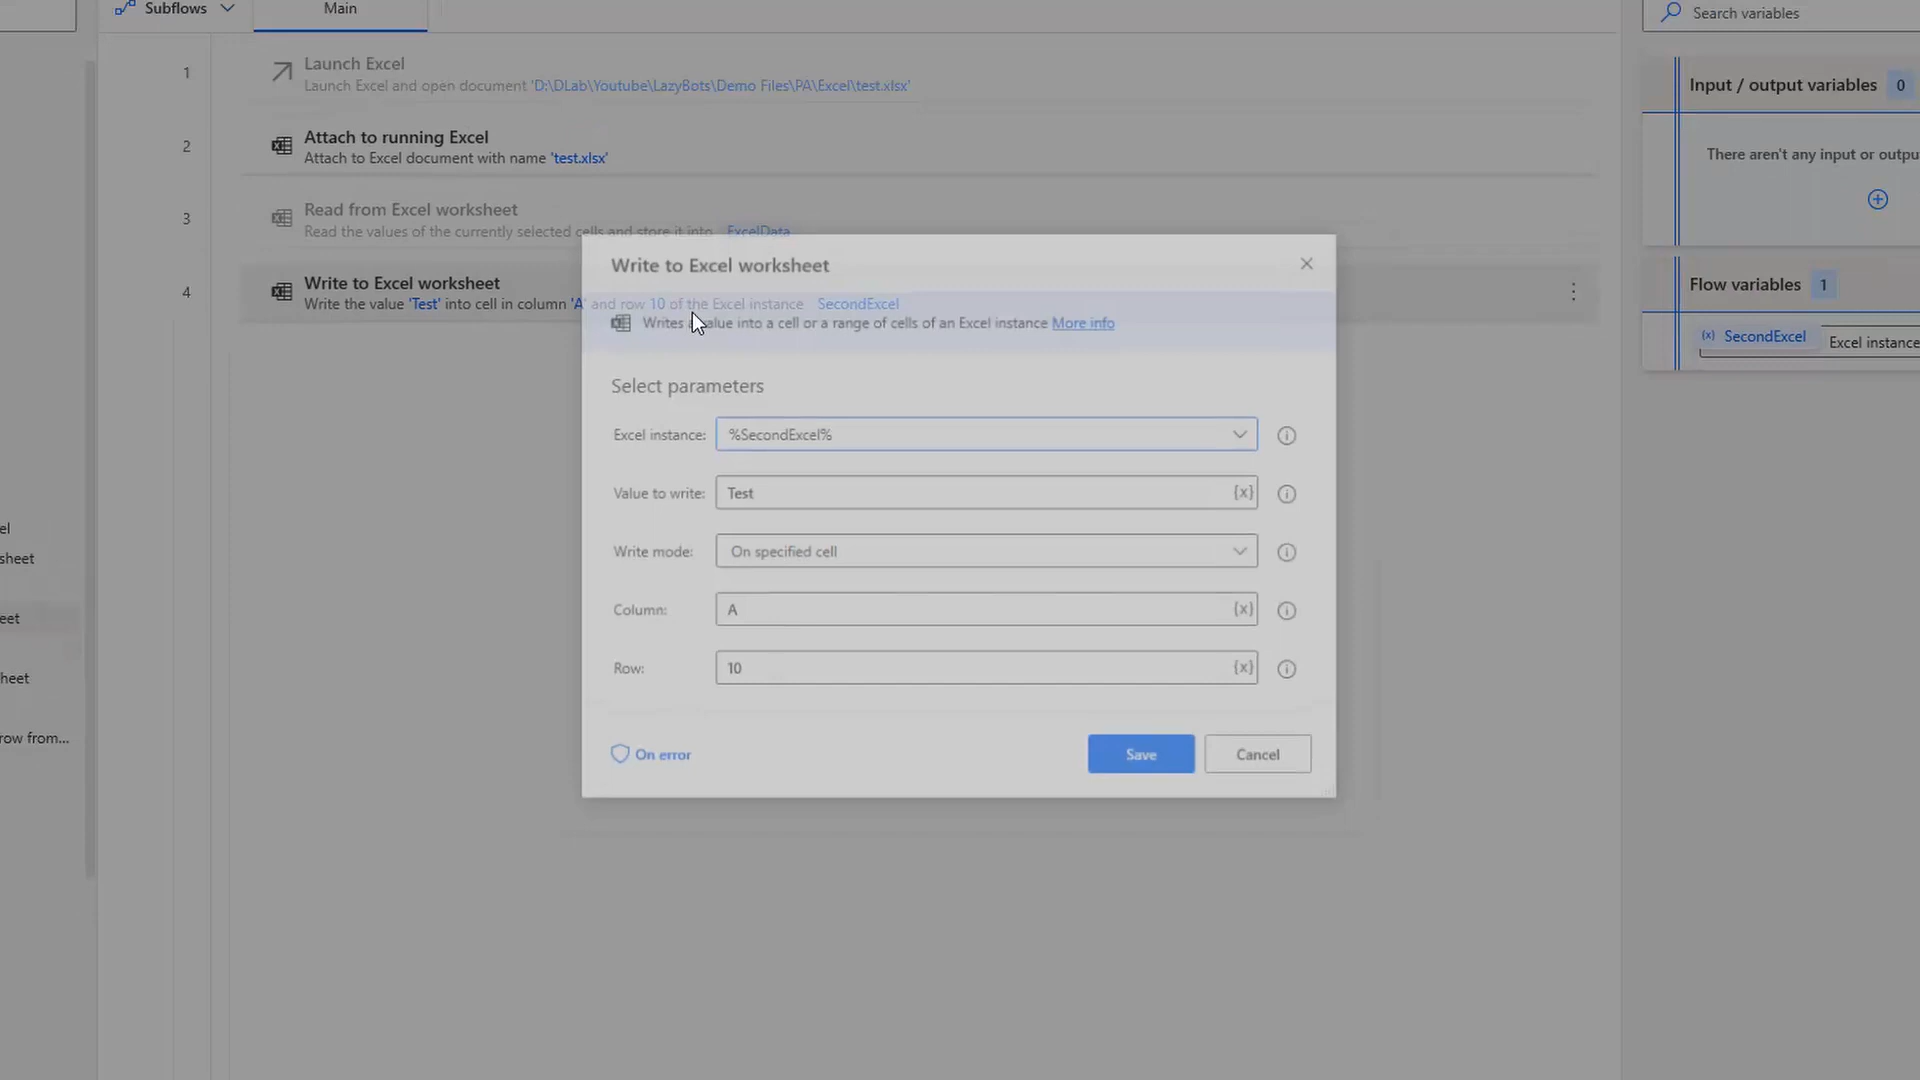 Subflows
Main
Search variables
1
Launch Excel
Launch Excel and open document 'D:\DLab\Youtube\LazyBots\Demo Files\PA\Excel\test.xlsx'
Input / output variables 0
2
Attach to running Excel
Attach to Excel document with name 'test.xlsx'
There aren't any input or outpu
3
Read from Excel worksheet
Read the values of the currently selected cells and store it into ExcelData
Write to Excel worksheet
4
Write to Excel worksheet
Write the value 'Test' into cell in column 'A' and row 10 of the Excel instance SecondExcel
Flow variables 1
Writes a value into a cell or a range of cells of an Excel instance More info
(x) SecondExcel Excel instance
Select parameters
Excel instance: %SecondExcel%
Value to write: Test {x}
Write mode: On specified cell
Column: A {x}
Row: 10 {x}
On error
Save
Cancel
el
sheet
eet
heet
row from...